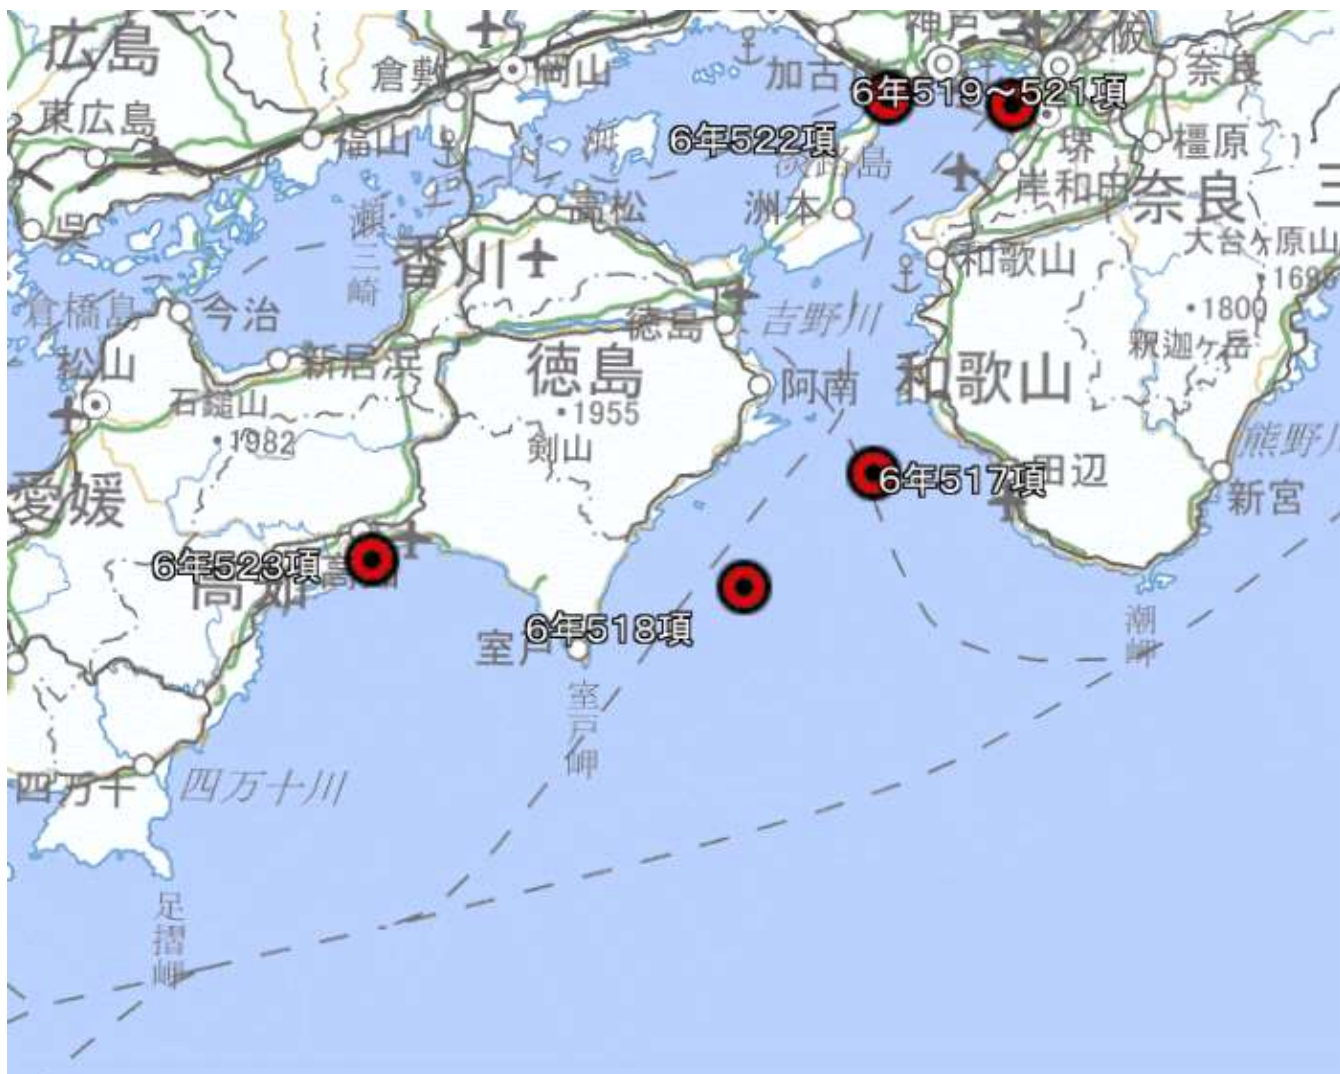 広島
倉敷
岡山
加古
神戸
大阪
奈良
6年519～521項
東広島
福山
海
6年522項
淡路島
堺
橿原
岸和田
奈良
三
呉
瀬
高松
洲本
大台ケ原山
1695
三崎
香川
和歌山
1800
倉橋島
今治
徳島
吉野川
釈迦ヶ岳
松山
新居浜
徳島
阿南
和歌山
石鎚山
1955
1982
剣山
熊野川
愛媛
6年517項
田辺
新宮
6年523項
高知
高知
6年518項
室戸
潮岬
室戸岬
四万十
四万十川
足摺岬